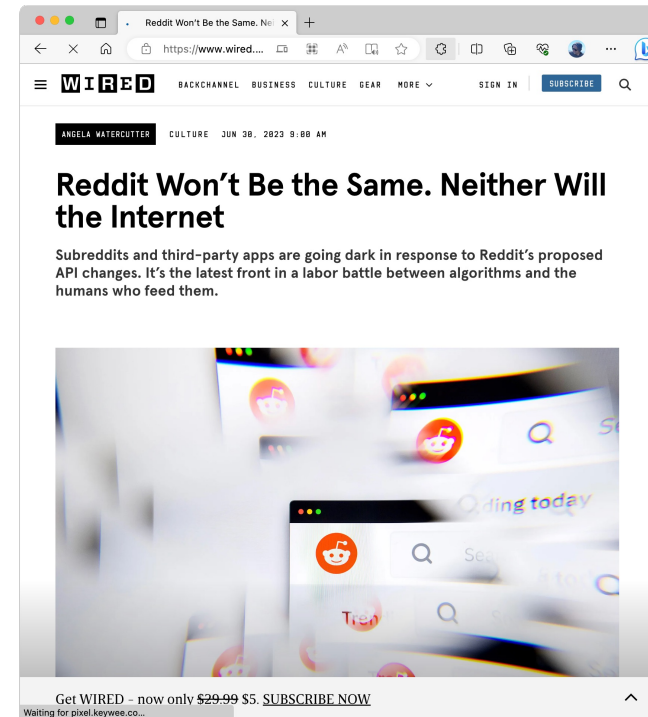 Reddit Won't Be the Same. Nei
https://www.wired....
WIRED
BACKCHANNEL BUSINESS CULTURE GEAR MORE
SIGN IN
SUBSCRIBE
ANGELA WATERCUTTER CULTURE JUN 30, 2023 9:00 AM
Reddit Won't Be the Same. Neither Will
the Internet
Subreddits and third-party apps are going dark in response to Reddit's proposed
API changes. It's the latest front in a labor battle between algorithms and the
humans who feed them.
ding today
Sea
Tren
Get WIRED – now only $29.99 $5. SUBSCRIBE NOW
Waiting for pixel.keywee.co...